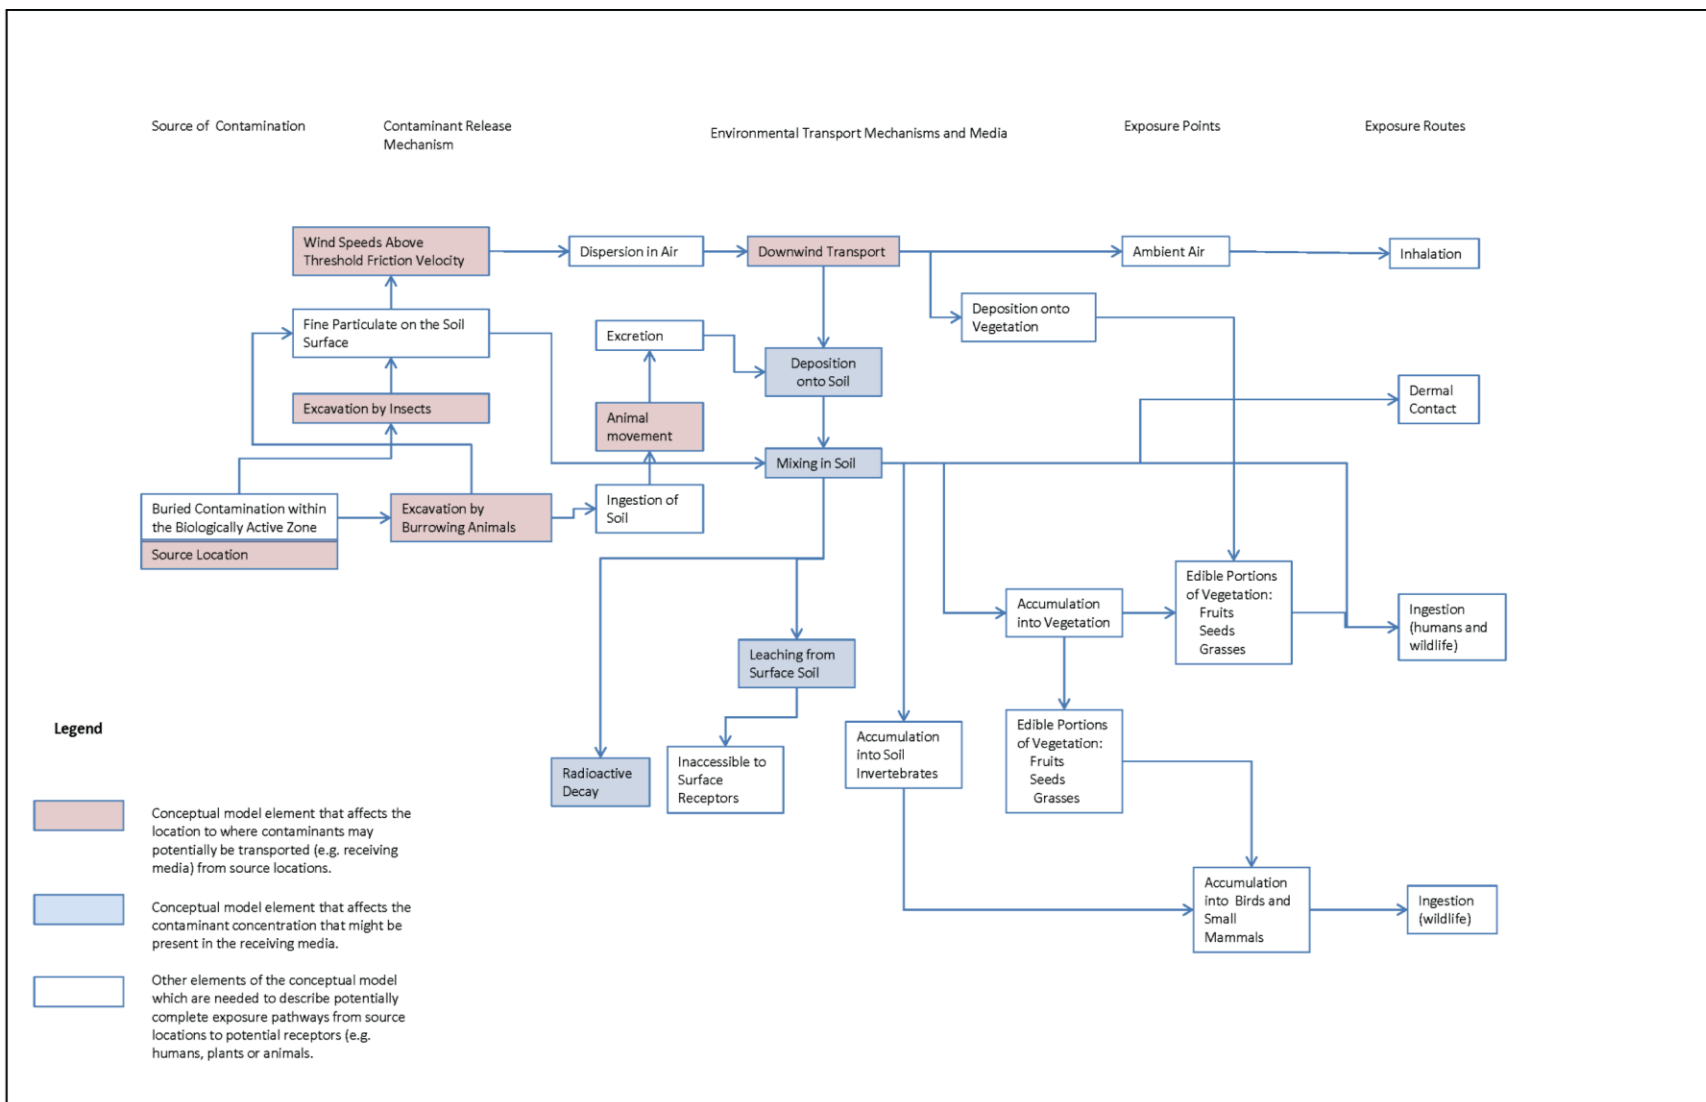 Source of  Contamination
Contaminant Release
Mechanism
Environmental Transport Mechanisms and Media
Exposure Points
Exposure Routes
Wind Speeds Above
Threshold Friction Velocity
Dispersion in Air
Downwind Transport
Ambient Air
Inhalation
Fine Particulate on the Soil
Surface
Excretion
Deposition onto
Vegetation
Deposition
onto Soil
Excavation by Insects
Animal
movement
Dermal
Contact
Mixing in Soil
Buried Contamination within
the Biologically Active Zone
Source Location
Excavation by
Burrowing Animals
Ingestion of
Soil
Edible Portions
of Vegetation:
Fruits
Seeds
Grasses
Accumulation
into Vegetation
Ingestion
(humans and
wildlife)
Leaching from
Surface Soil
Radioactive
Decay
Inaccessible to
Surface
Receptors
Accumulation
into Soil
Invertebrates
Edible Portions
of Vegetation:
Fruits
Seeds
Grasses
Accumulation
into  Birds and
Small
Mammals
Ingestion
(wildlife)
Legend
Conceptual model element that affects the
location to where contaminants may
potentially be transported (e.g. receiving
media) from source locations.
Conceptual model element that affects the
contaminant concentration that might be
present in the receiving media.
Other elements of the conceptual model
which are needed to describe potentially
complete exposure pathways from source
locations to potential receptors (e.g.
humans, plants or animals.